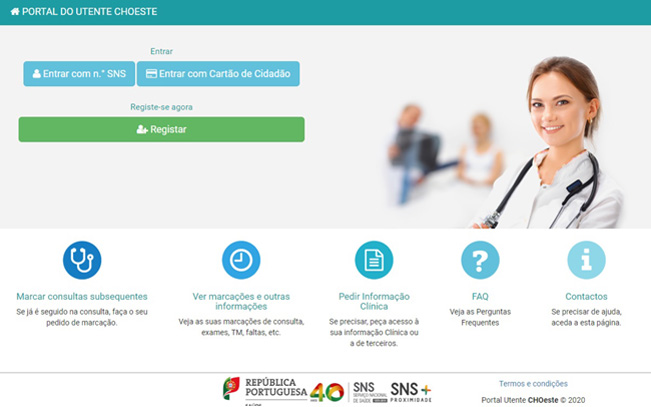 PORTAL DO UTENTE CHOESTE
Entrar
Entrar com n.° SNS
Entrar com Cartão de Cidadão
Registe-se agora
Registar
Marcar consultas subsequentes
Se já é seguido na consulta, faça o seu
pedido de marcação.
Ver marcações e outras
informações
Veja as suas marcações de consulta,
exames, TM, faltas, etc.
Pedir Informação
Clínica
Se precisar, peça acesso à
sua informação Clínica ou
a de terceiros.
FAQ
Veja as Perguntas
Frequentes
Contactos
Se precisar de ajuda,
aceda a esta página.
REPÚBLICA
PORTUGUESA
40
SNS
SERVIÇO NACIONAL
DE SAÚDE
SNS +
PROXIMIDADE
Termos e condições
Portal Utente CHOeste © 2020